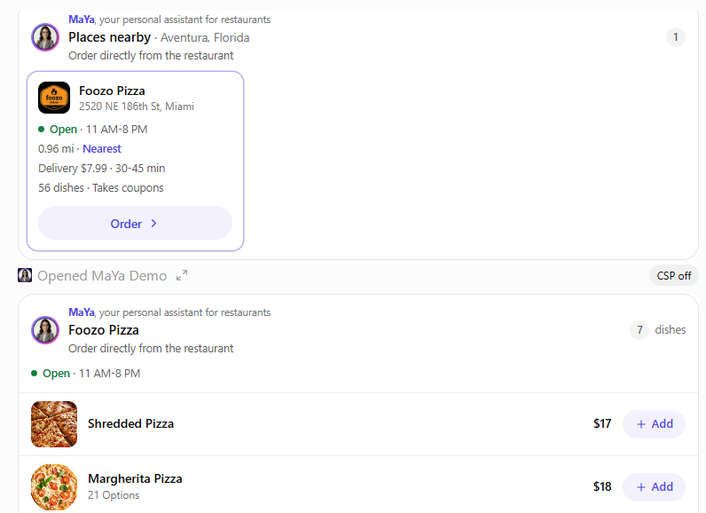 MaYa, your personal assistant for restaurants
Places nearby · Aventura, Florida
1
Order directly from the restaurant
foozo
Foozo Pizza
2520 NE 186th St, Miami
Open · 11 AM-8 PM
0.96 mi · Nearest
Delivery $7.99 · 30-45 min
56 dishes · Takes coupons
Order
Opened MaYa Demo
CSP off
MaYa, your personal assistant for restaurants
Foozo Pizza
7 dishes
Order directly from the restaurant
Open · 11 AM-8 PM
Shredded Pizza
$17
+ Add
Margherita Pizza
21 Options
$18
+ Add